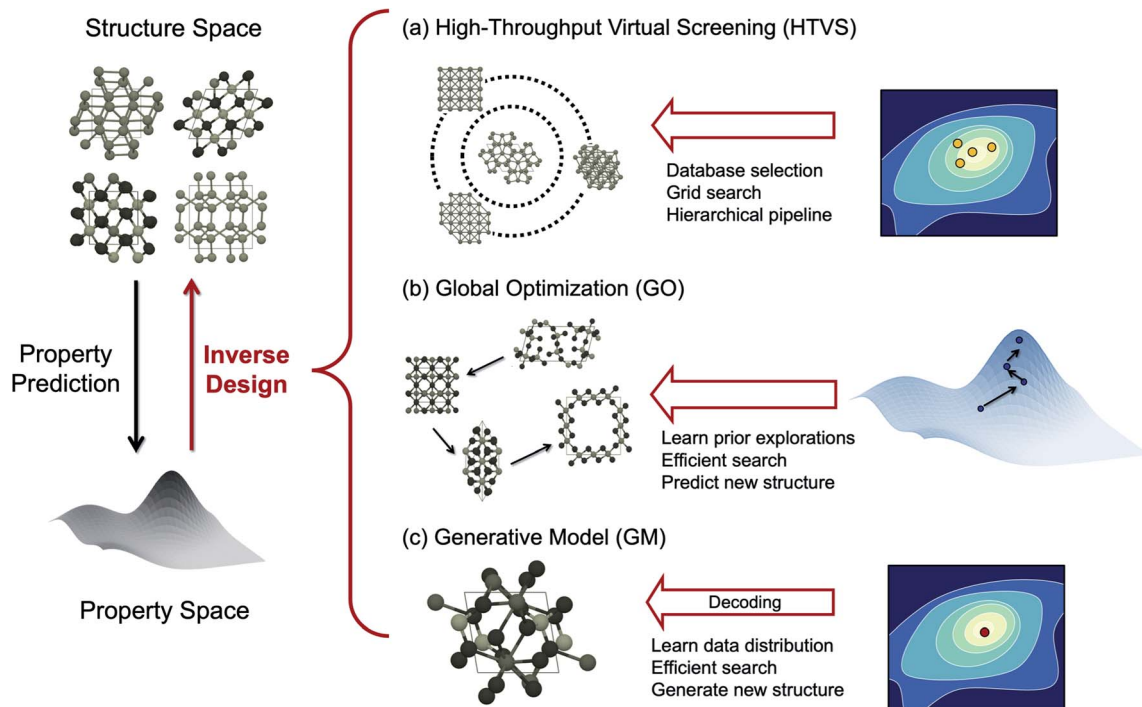 Structure Space
Property
Prediction
Inverse
Design
Property Space
(a) High-Throughput Virtual Screening (HTVS)
Database selection
Grid search
Hierarchical pipeline
(b) Global Optimization (GO)
Learn prior explorations
Efficient search
Predict new structure
(c) Generative Model (GM)
Decoding
Learn data distribution
Efficient search
Generate new structure